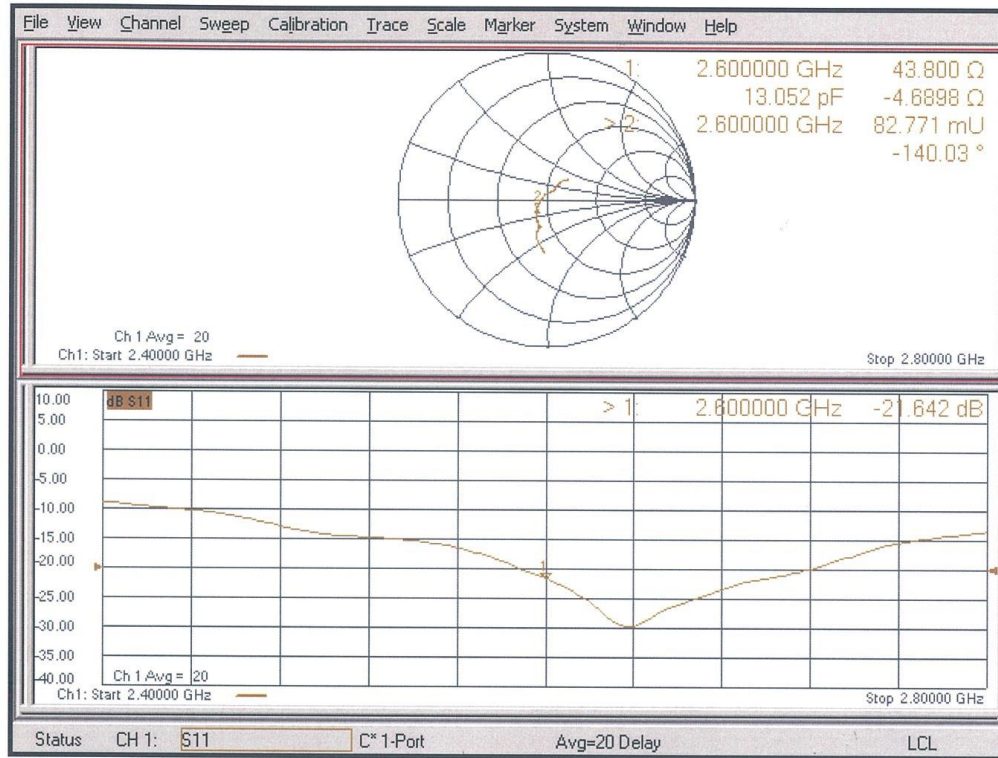 File View Channel Sweep Calibration Trace Scale Marker System Window Help
1: 2.600000 GHz 43.800 Ω
13.052 pF -4.6898 Ω
> 2: 2.600000 GHz 82.771 mU
-140.03 °
2
Ch 1 Avg = 20
Ch1: Start 2.40000 GHz
Stop 2.80000 GHz
10.00
dB S11
> 1: 2.600000 GHz -21.642 dB
5.00
0.00
-5.00
-10.00
-15.00
-20.00
1
-25.00
-30.00
-35.00
-40.00
Ch 1 Avg = 20
Ch1: Start 2.40000 GHz
Stop 2.80000 GHz
Status CH 1: S11 C* 1-Port Avg=20 Delay LCL